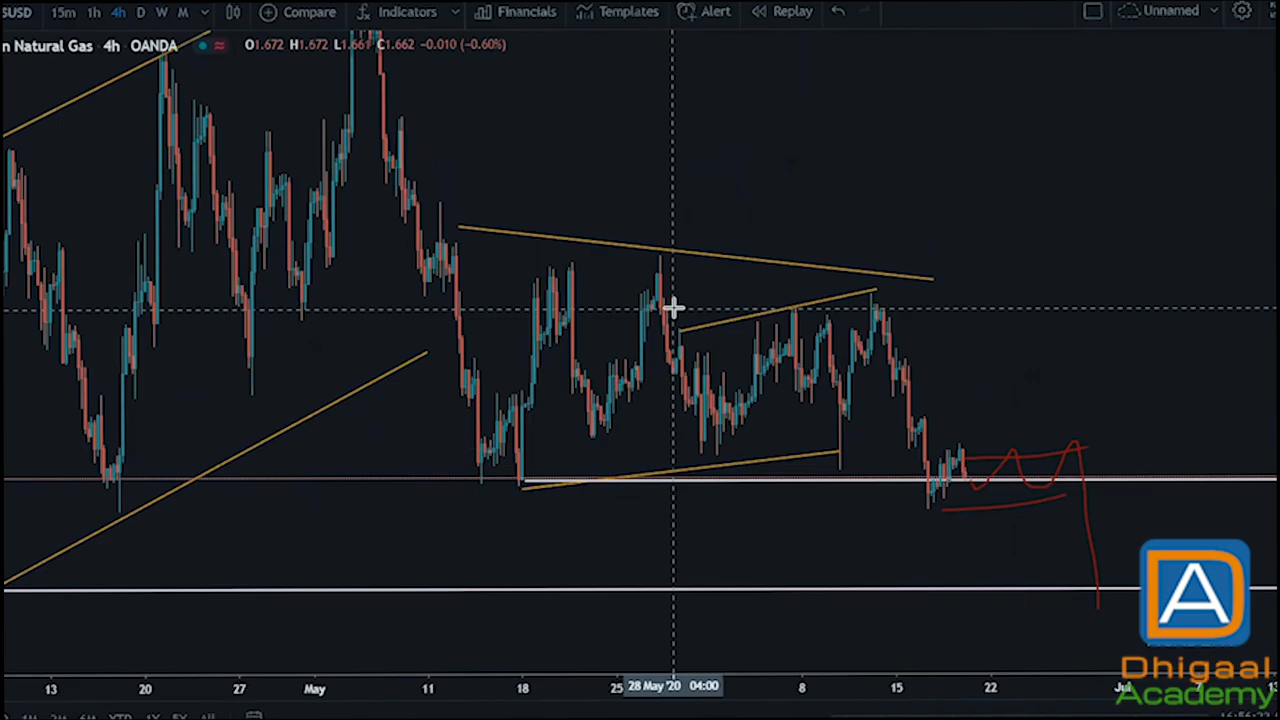 SUSD 15m 1h 4h D W M Compare Indicators Financials Templates Alert Replay Unnamed
n Natural Gas 4h OANDA O1.672 H1.672 L1.661 C1.662 -0.010 (-0.60%)
13 20 27 May 11 18 25 28 May '20 04:00 8 15 22 Jul
A
Dhigaal
Academy